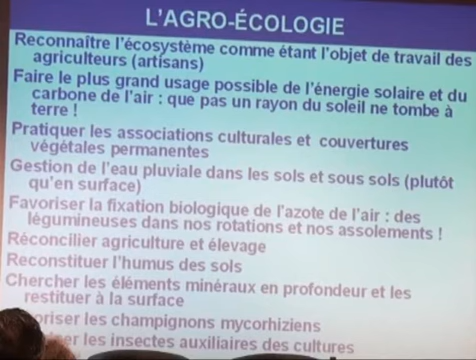 L'AGRO-ÉCOLOGIE
Reconnaître l'écosystème comme étant l'objet de travail des
agriculteurs (artisans)
Faire le plus grand usage possible de l'énergie solaire et du
carbone de l'air : que pas un rayon du soleil ne tombe à
terre !
Pratiquer les associations culturales et couvertures
végétales permanentes
Gestion de l'eau pluviale dans les sols et sous sols (plutôt
qu'en surface)
Favoriser la fixation biologique de l'azote de l'air : des
légumineuses dans nos rotations et nos assolements !
Réconcilier agriculture et élevage
Reconstituer l'humus des sols
Chercher les éléments minéraux en profondeur et les
restituer à la surface
les champignons mycorhiziens
les insectes auxiliaires des cultures